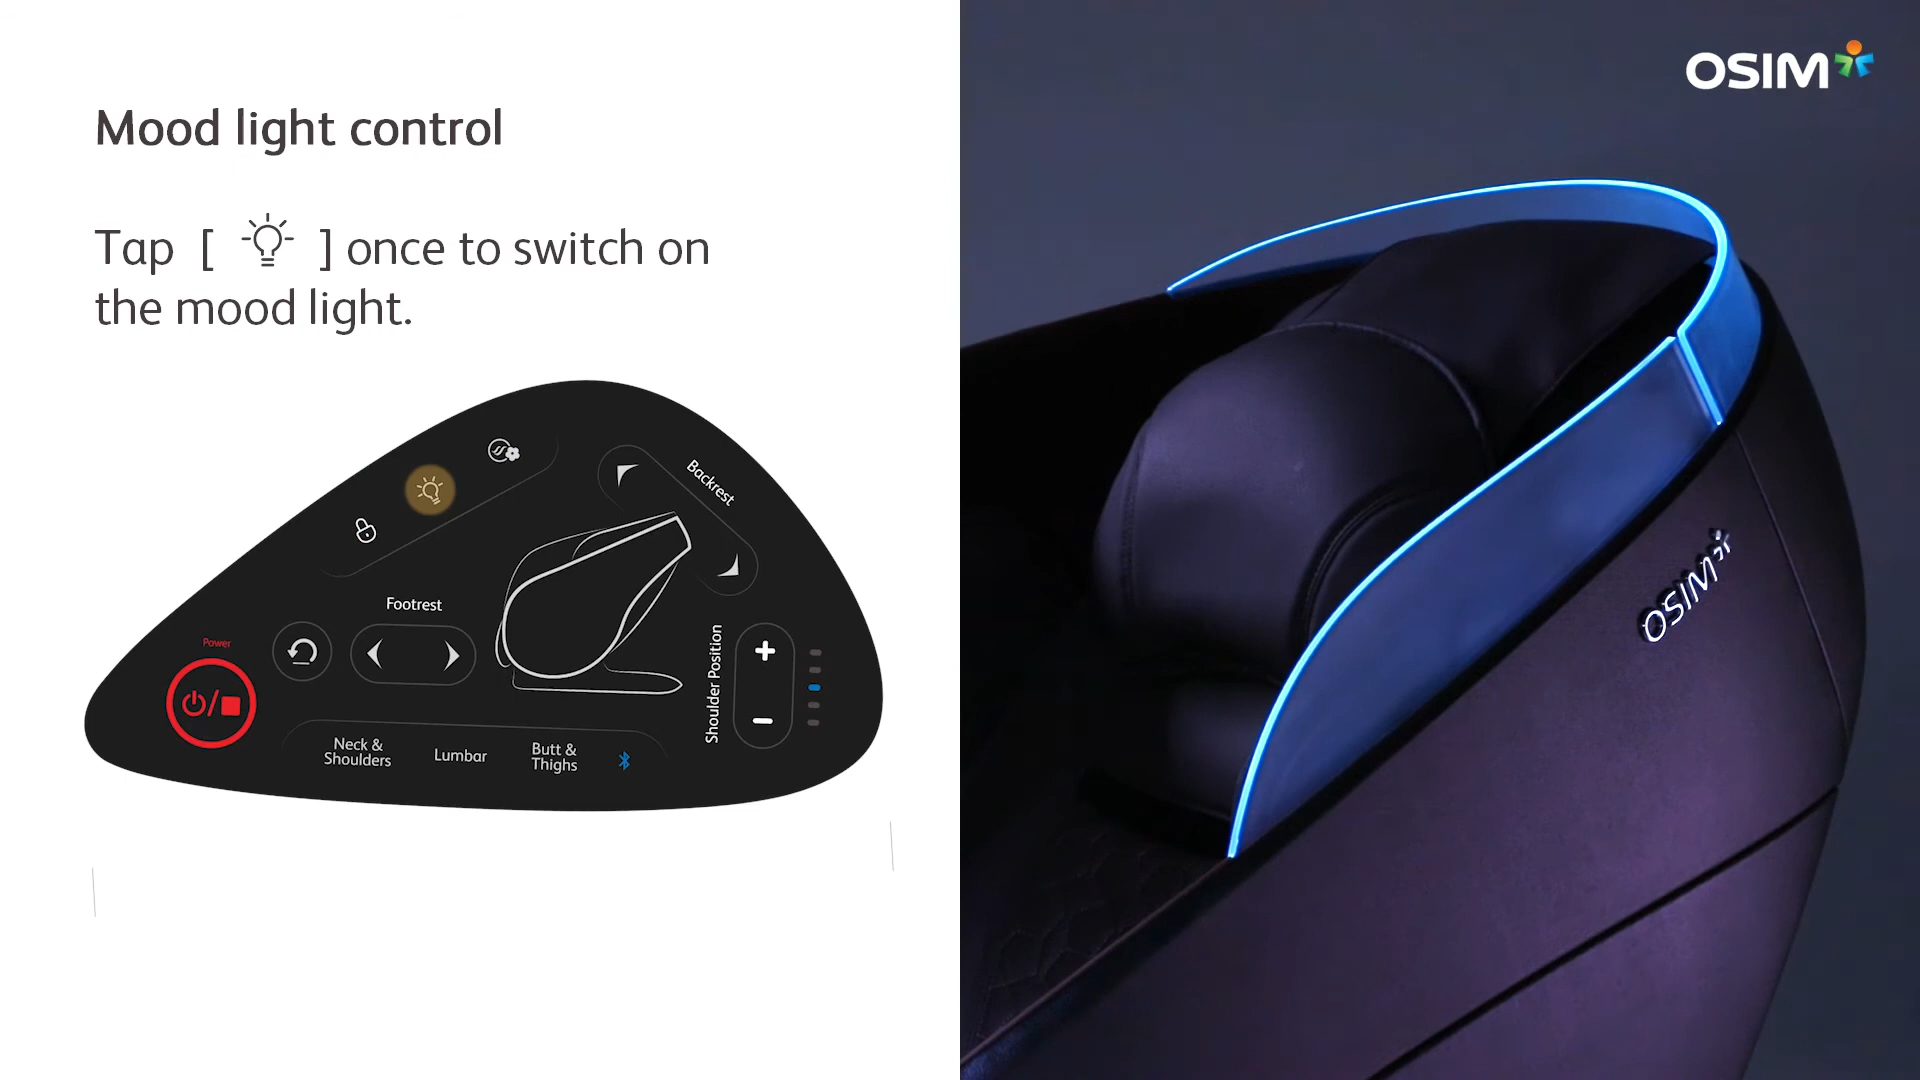 OSIM
Mood light control
Tap [ ] once to switch on
the mood light.
Backrest
Footrest
Power
Shoulder Position
Neck &
Shoulders
Lumbar
Butt &
Thighs
OSIM